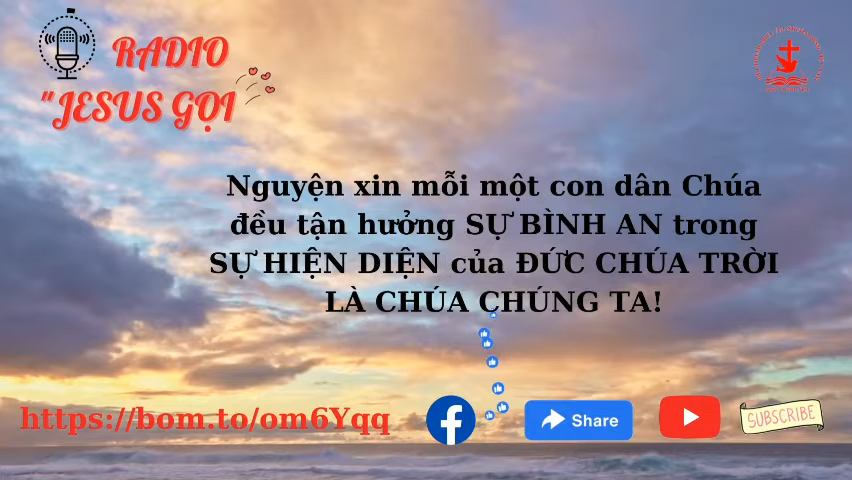 RADIO
"JESUS GỌI
Nguyện xin mỗi một con dân Chúa
đều tận hưởng SỰ BÌNH AN trong
SỰ HIỆN DIỆN của ĐỨC CHÚA TRỜI
LÀ CHÚA CHÚNG TA!
https://bom.to/om6Yqq
Share
SUBSCRIBE